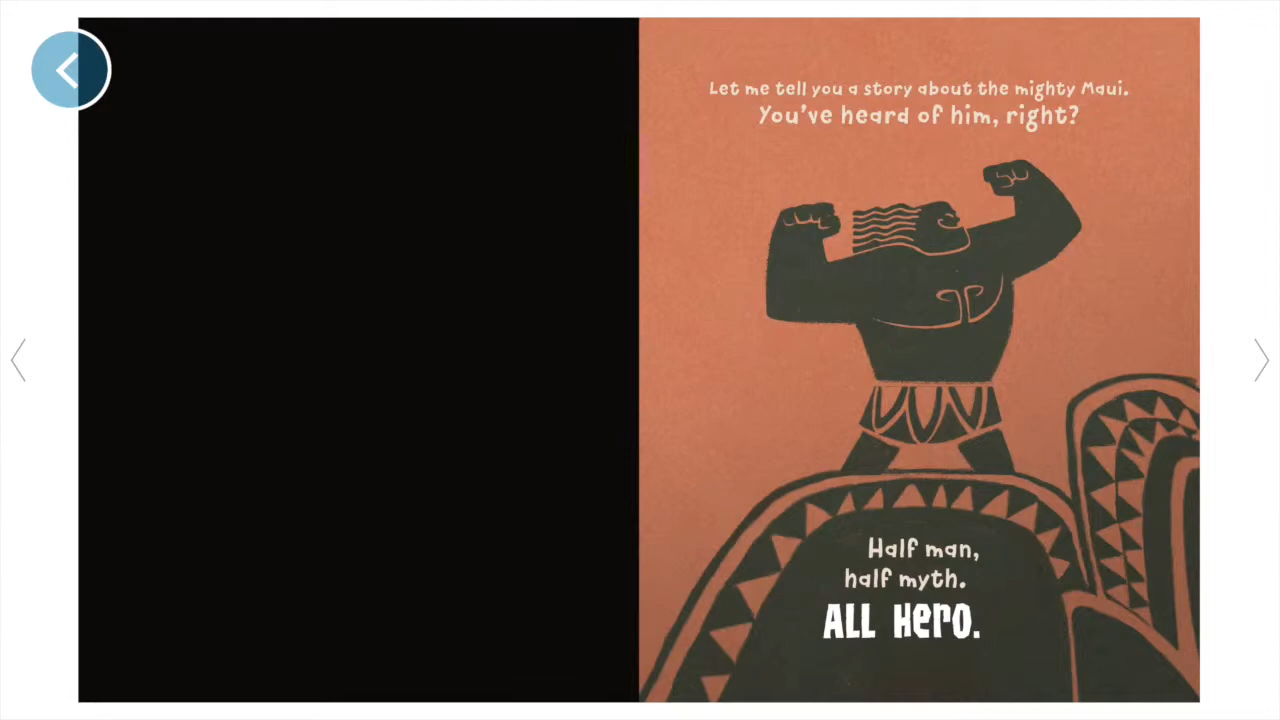 Let me tell you a story about the mighty Maui.
You've heard of him, right?
Half man,
half myth.
ALL HERO.